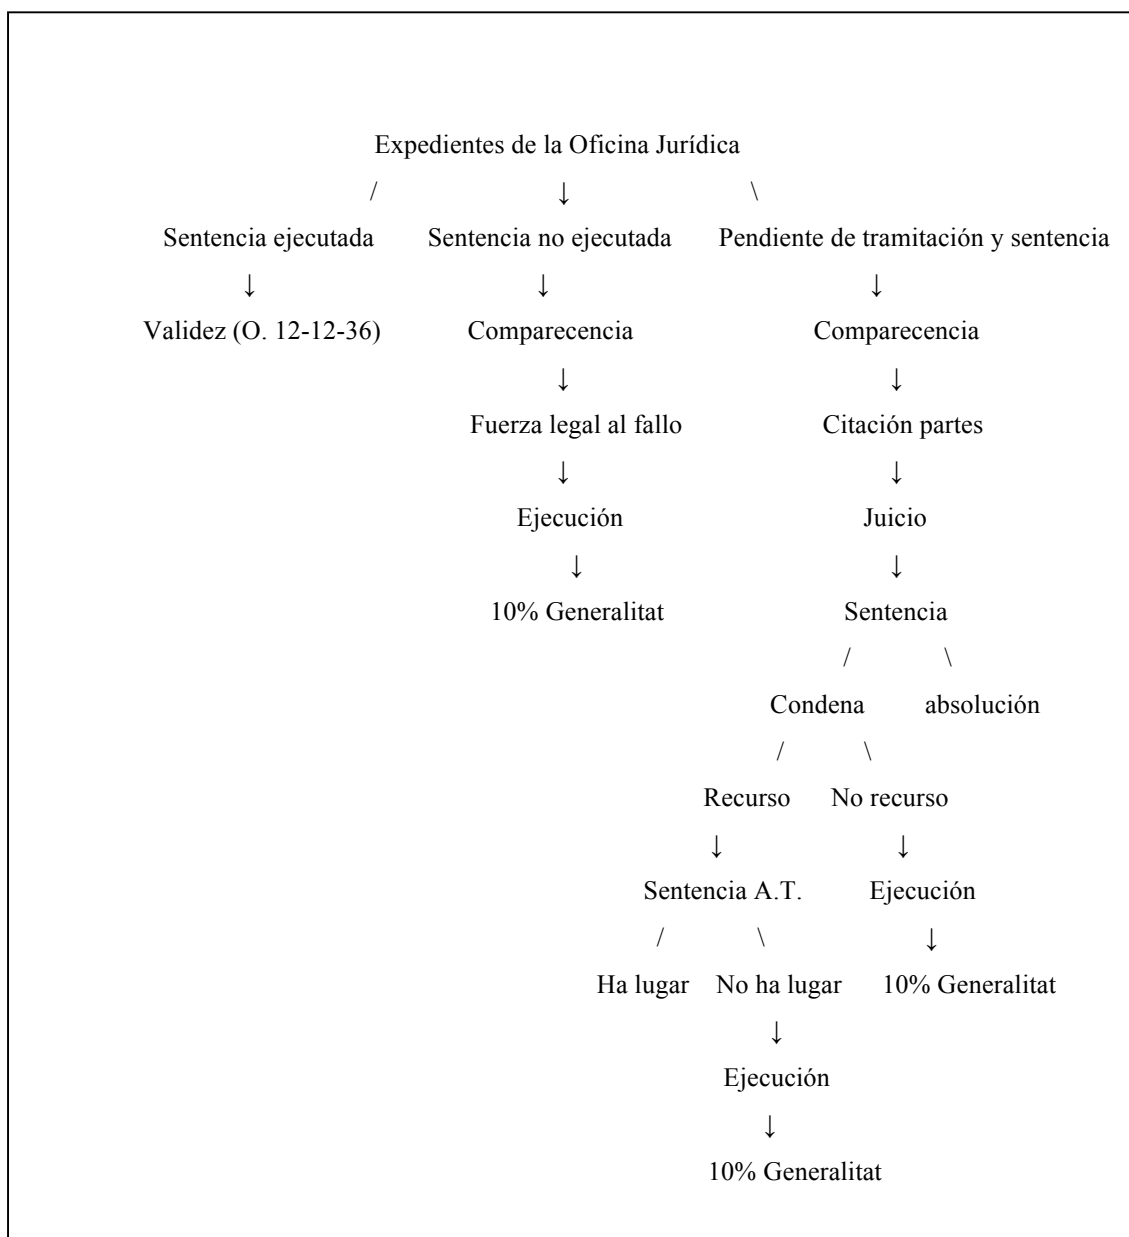 Expedientes de la Oficina Jurídica
/ ↓ \
Sentencia ejecutada Sentencia no ejecutada Pendiente de tramitación y sentencia
↓ ↓ ↓
Validez (O. 12-12-36) Comparecencia Comparecencia
↓ ↓
Fuerza legal al fallo Citación partes
↓ ↓
Ejecución Juicio
↓ ↓
10% Generalitat Sentencia
/ \
Condena absolución
/ \
Recurso No recurso
↓ ↓
Sentencia A.T. Ejecución
/ \ ↓
Ha lugar No ha lugar 10% Generalitat
↓
Ejecución
↓
10% Generalitat